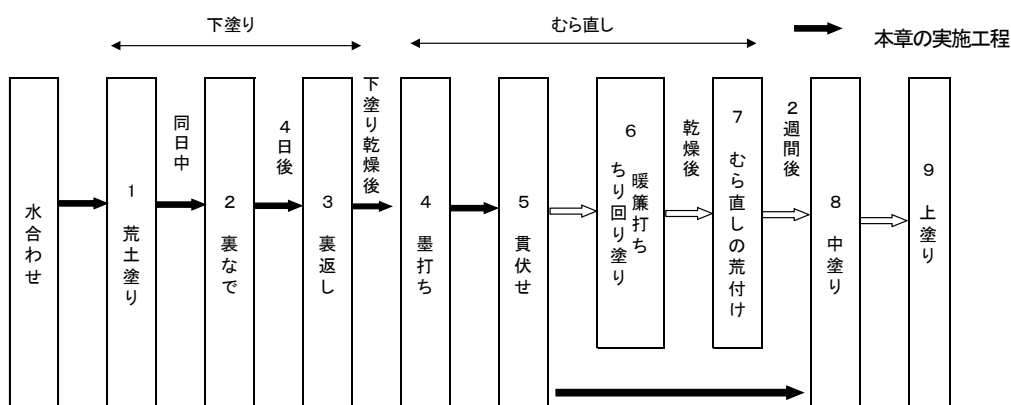 下塗り
むら直し
本章の実施工程
水合わせ
1 荒土塗り
同日中
2 裏なで
4日後
3 裏返し
下塗り乾燥後
4 墨打ち
5 貫伏せ
6 暖簾打ち
ちり回り塗り
乾燥後
7 むら直しの荒付け
2週間後
8 中塗り
9 上塗り